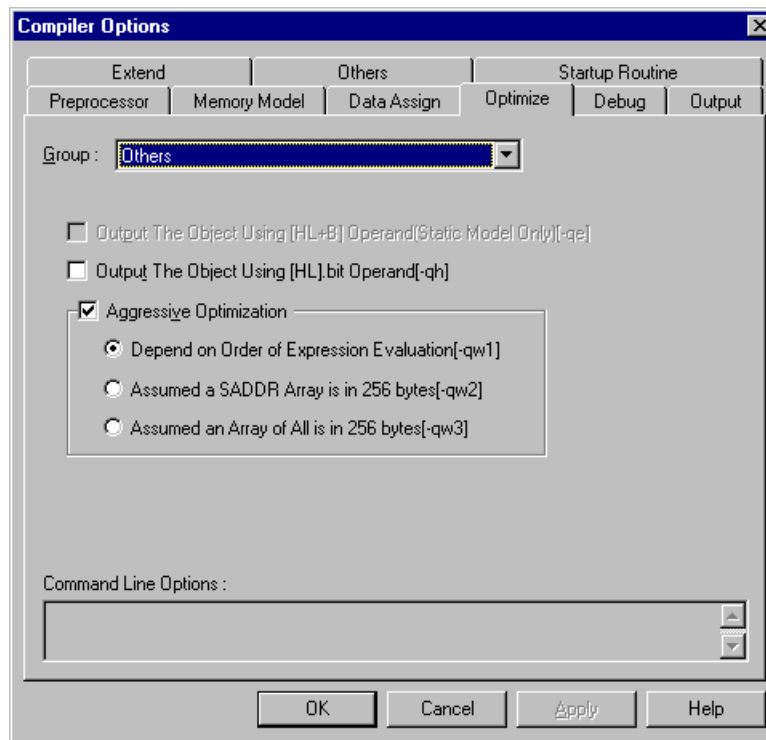 Compiler Options
Extend Others Startup Routine
Preprocessor Memory Model Data Assign Optimize Debug Output
Group : Others
Output The Object Using [HL+B] Operand(Static Model Only)[-qe]
Output The Object Using [HL].bit Operand[-qh]
Aggressive Optimization
Depend on Order of Expression Evaluation[-qw1]
Assumed a SADDR Array is in 256 bytes[-qw2]
Assumed an Array of All is in 256 bytes[-qw3]
Command Line Options :
OK Cancel Apply Help